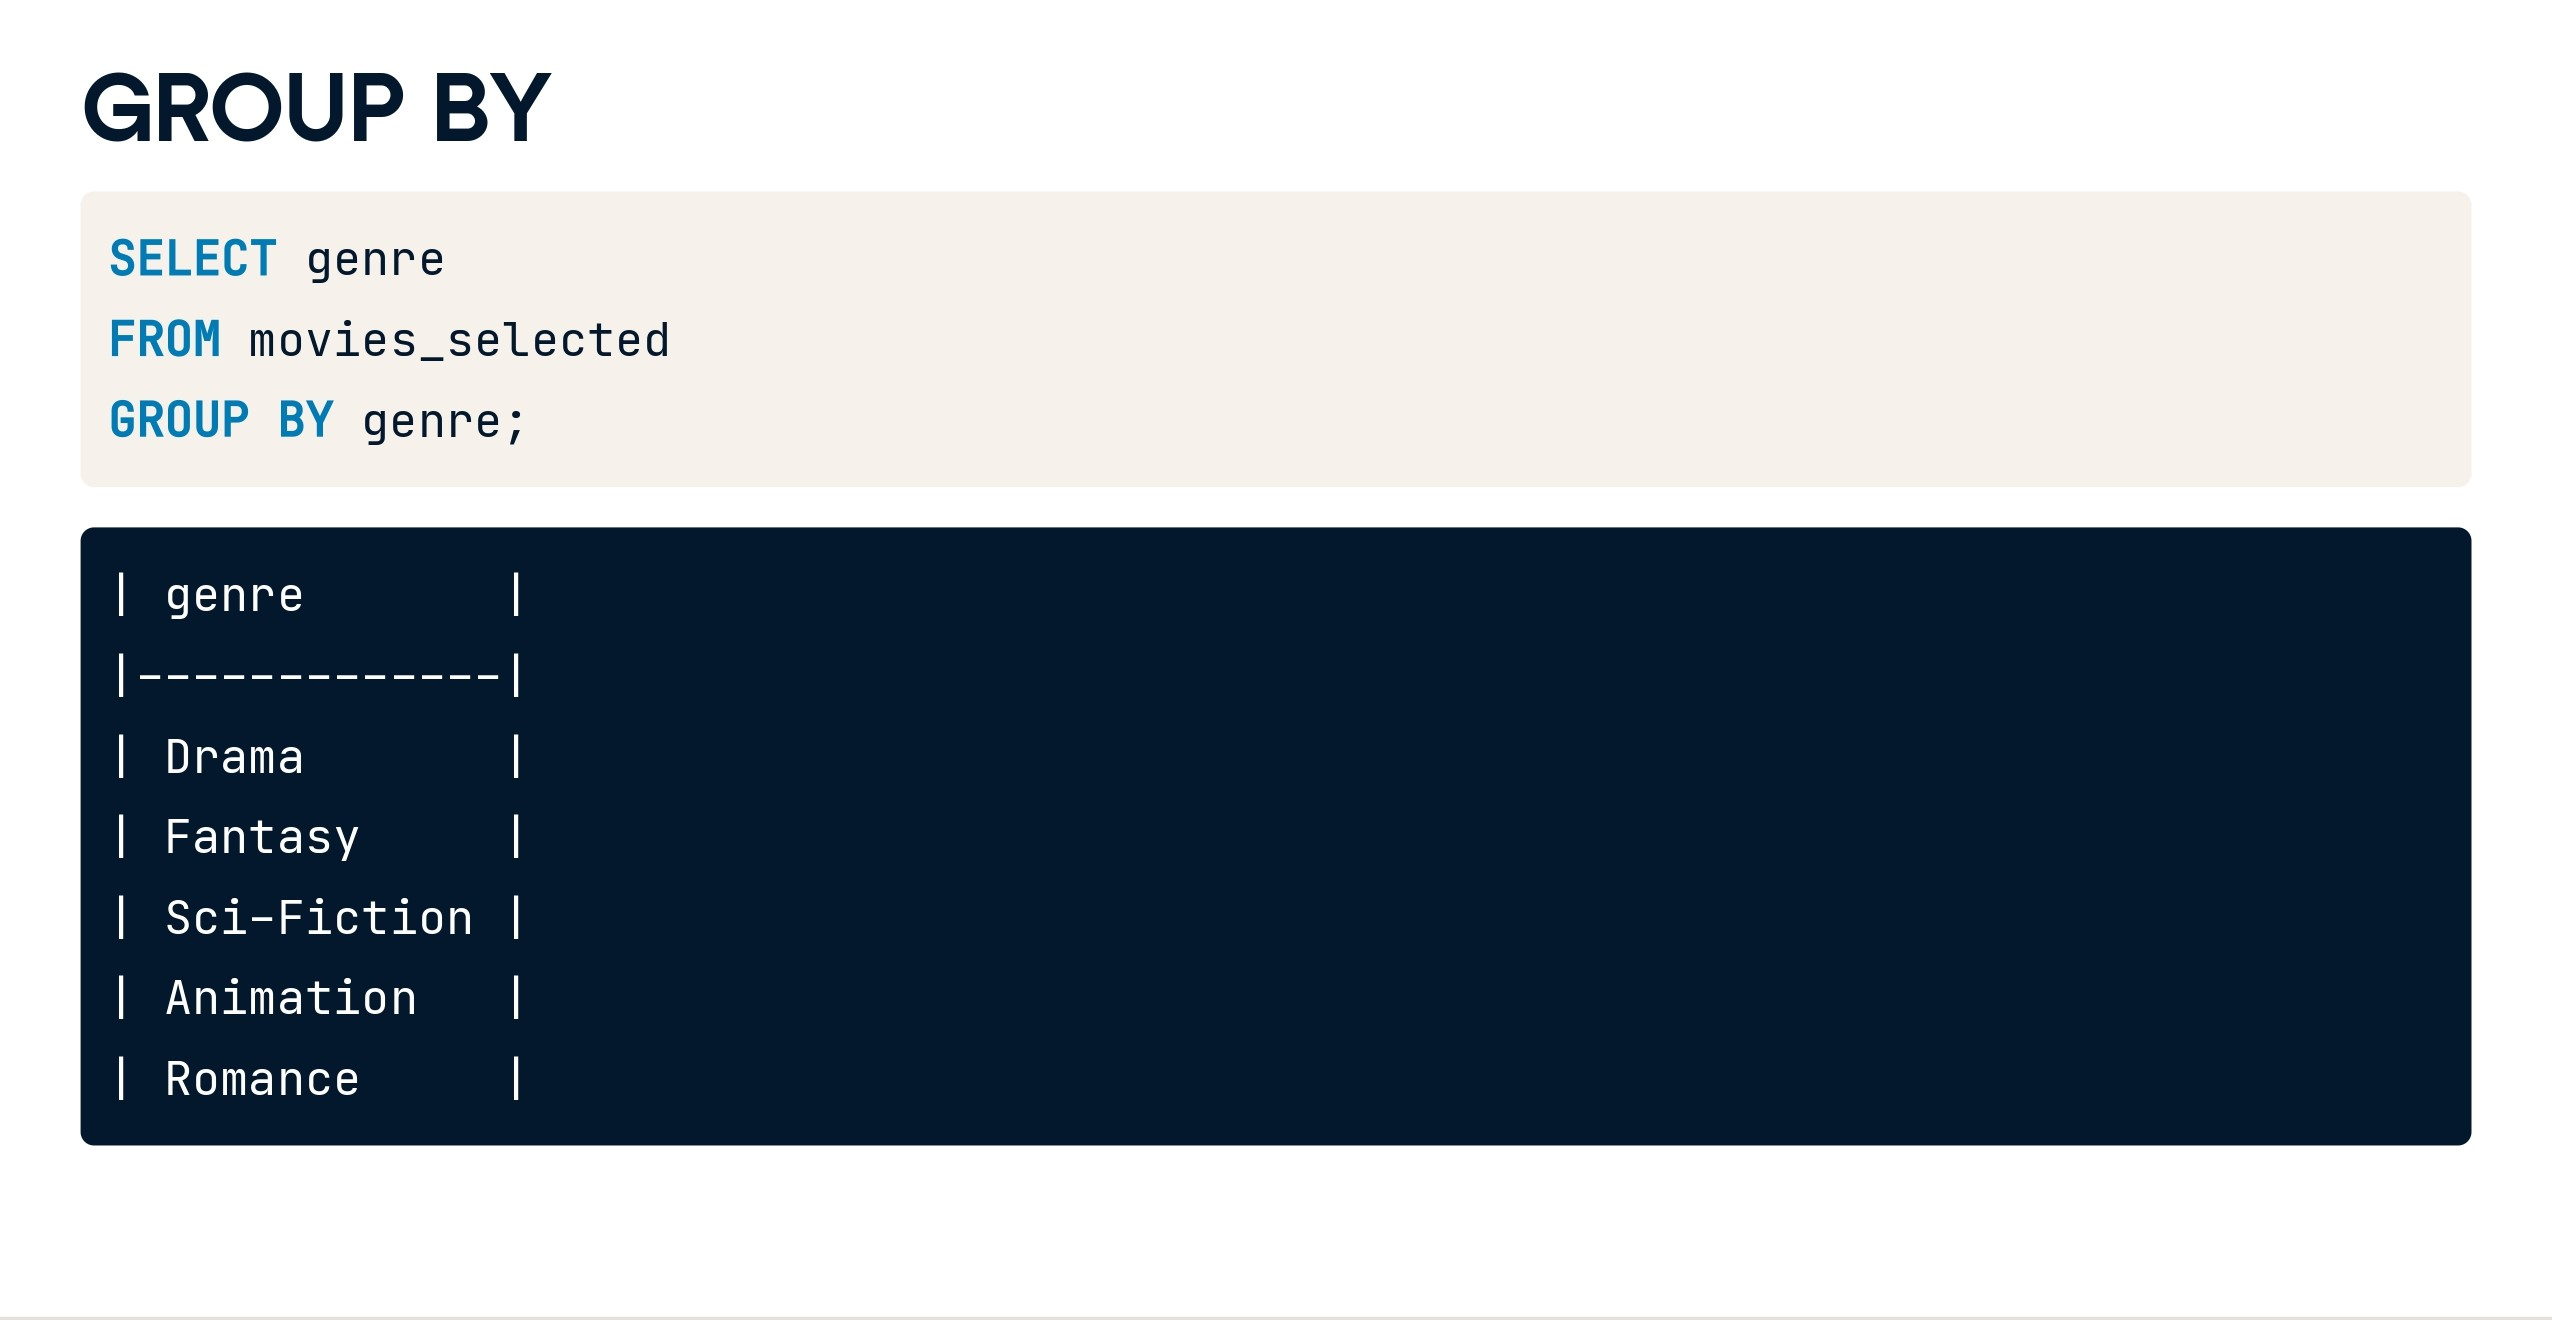 GROUP BY
SELECT genre
FROM movies_selected
GROUP BY genre;
| genre       |
|-------------|
| Drama       |
| Fantasy     |
| Sci-Fiction |
| Animation   |
| Romance     |